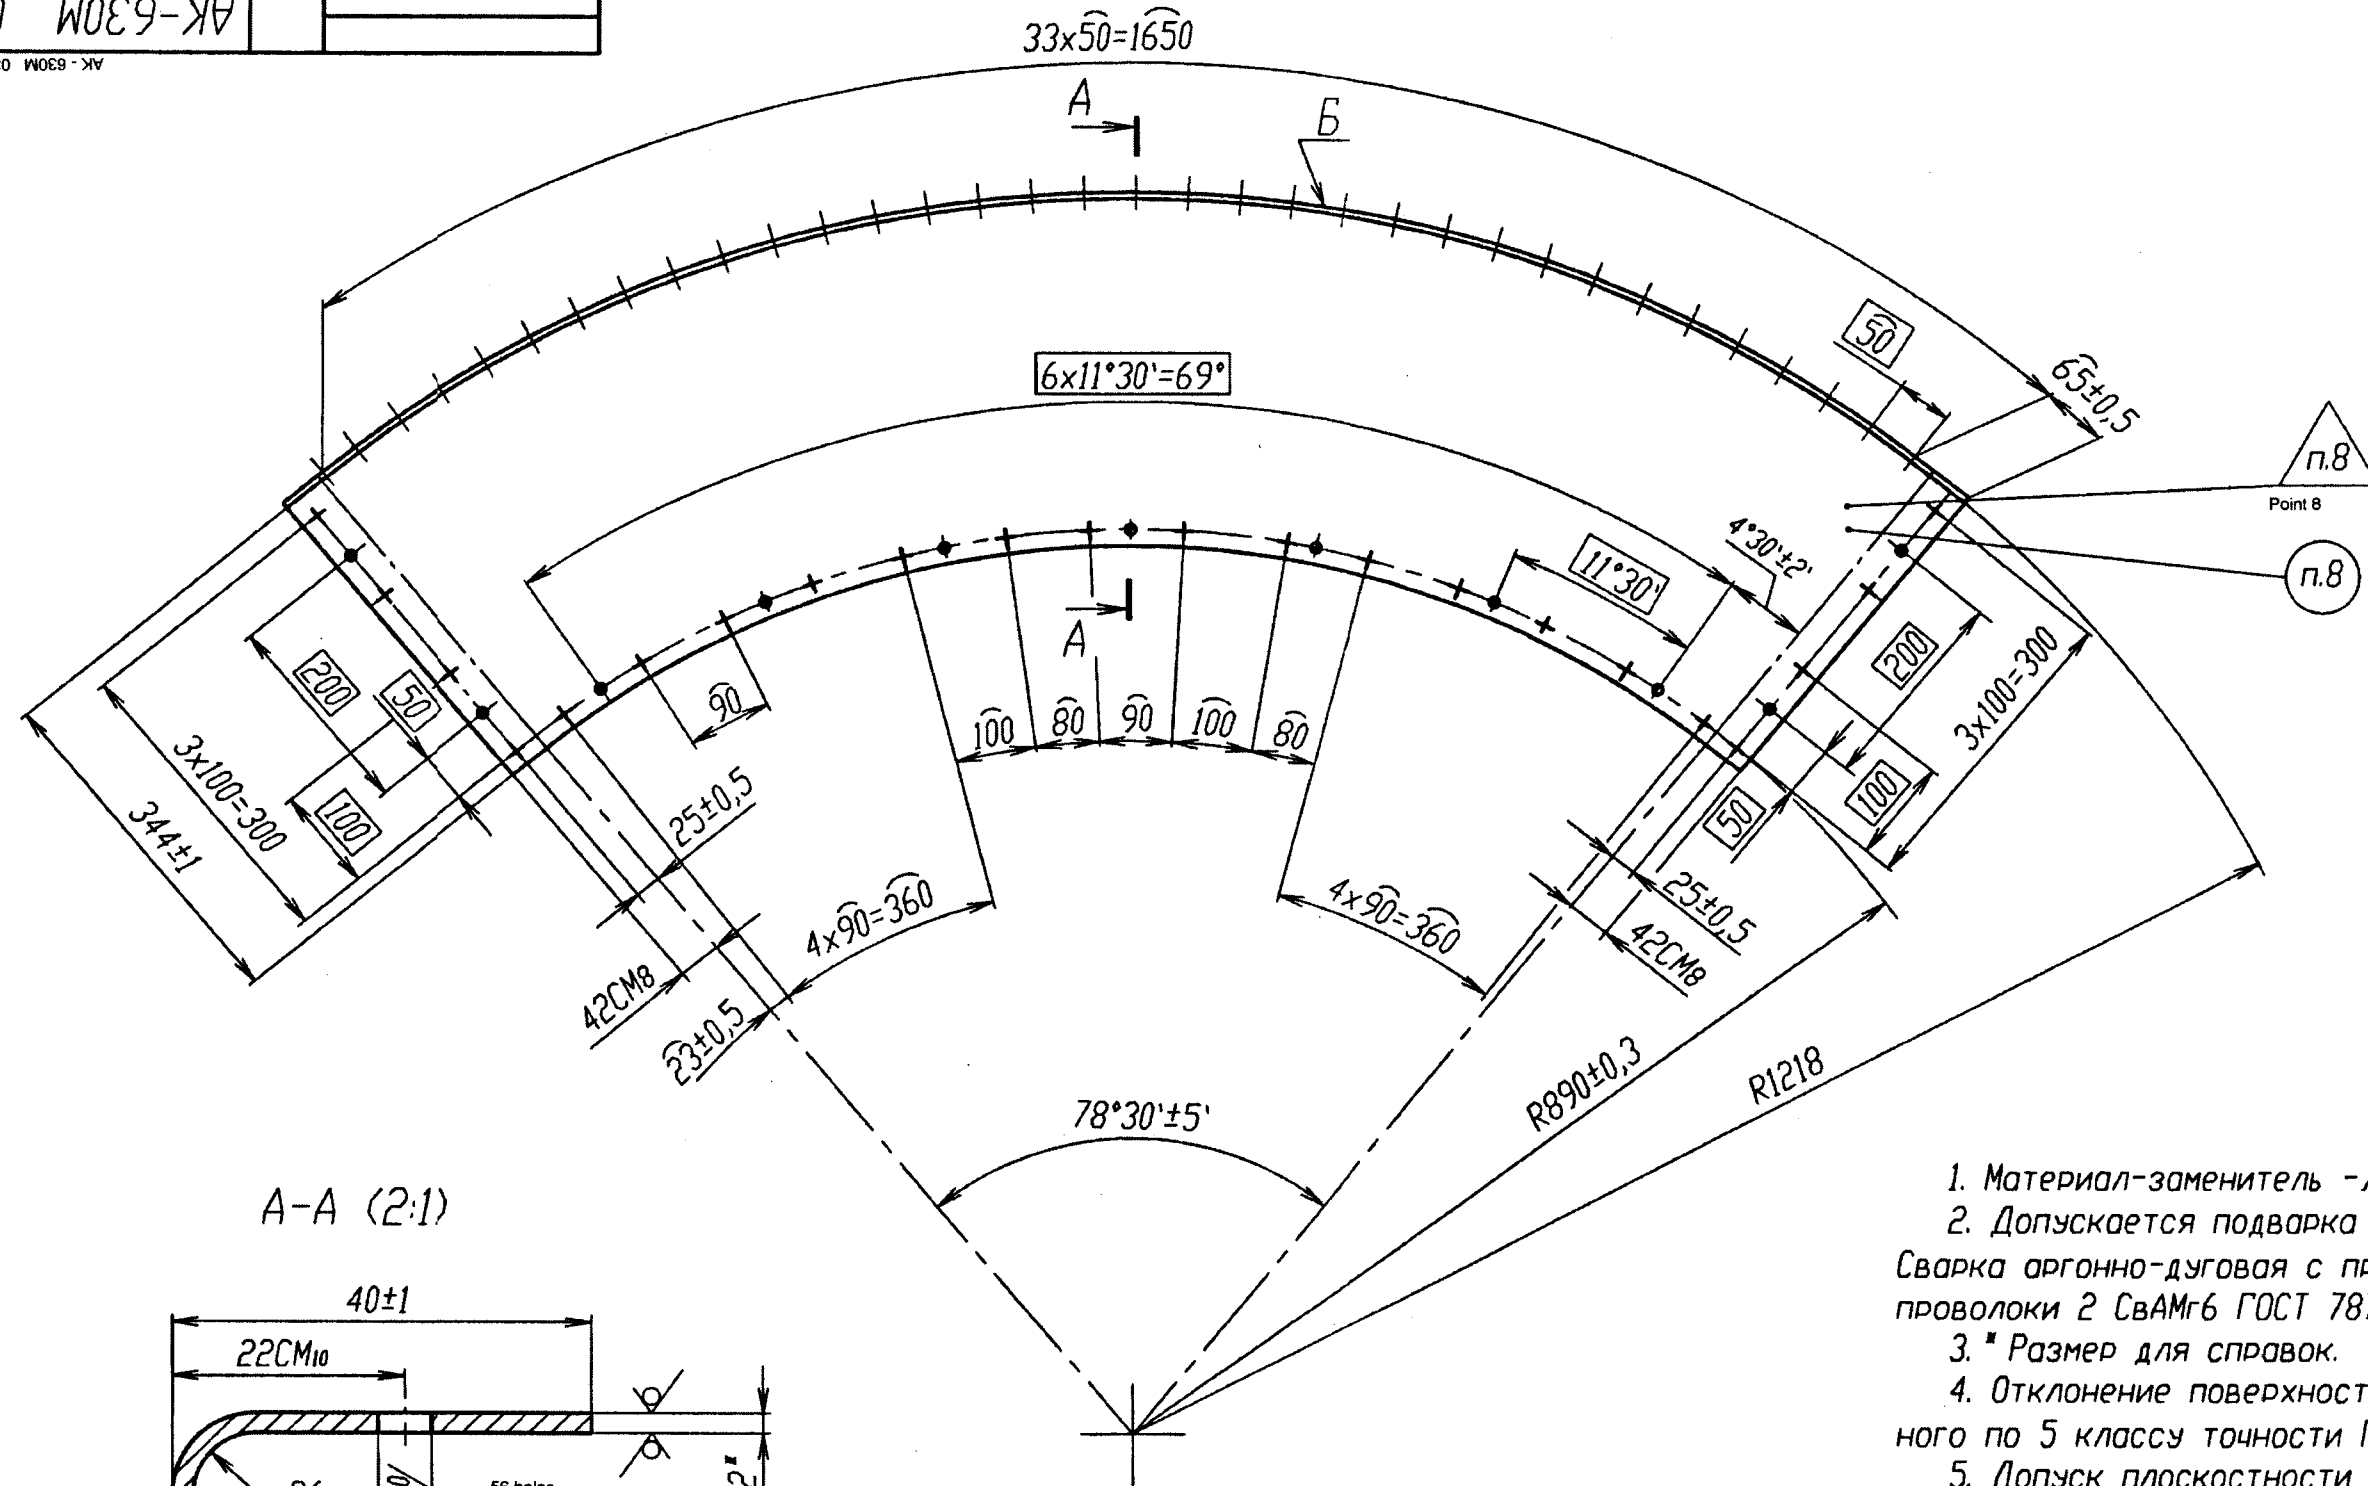 АК-630М
АК - 630М
33x50=1650
А
Б
50
65±0,5
6x11°30'=69°
п.8
Point 8
4°30'±2'
11°30'
п.8
200
50
90
А
200
3x100=300
100
80
90
100
80
3x100=300
100
344±1
25±0,5
50
100
4x90=360
4x90=360
25±0,5
42СМ8
42СМ8
23±0,5
R890±0,3
R1218
78°30'±5'
А-А (2:1)
1. Материал-заменитель -
2. Допускается подварка
Сварка аргонно-дуговая с
проволоки 2 СвАМг6 ГОСТ
3. * Размер для справок.
40±1
4. Отклонение
22СМ10
ного по 5 классу точности
5. Допуск плоскостности
2*